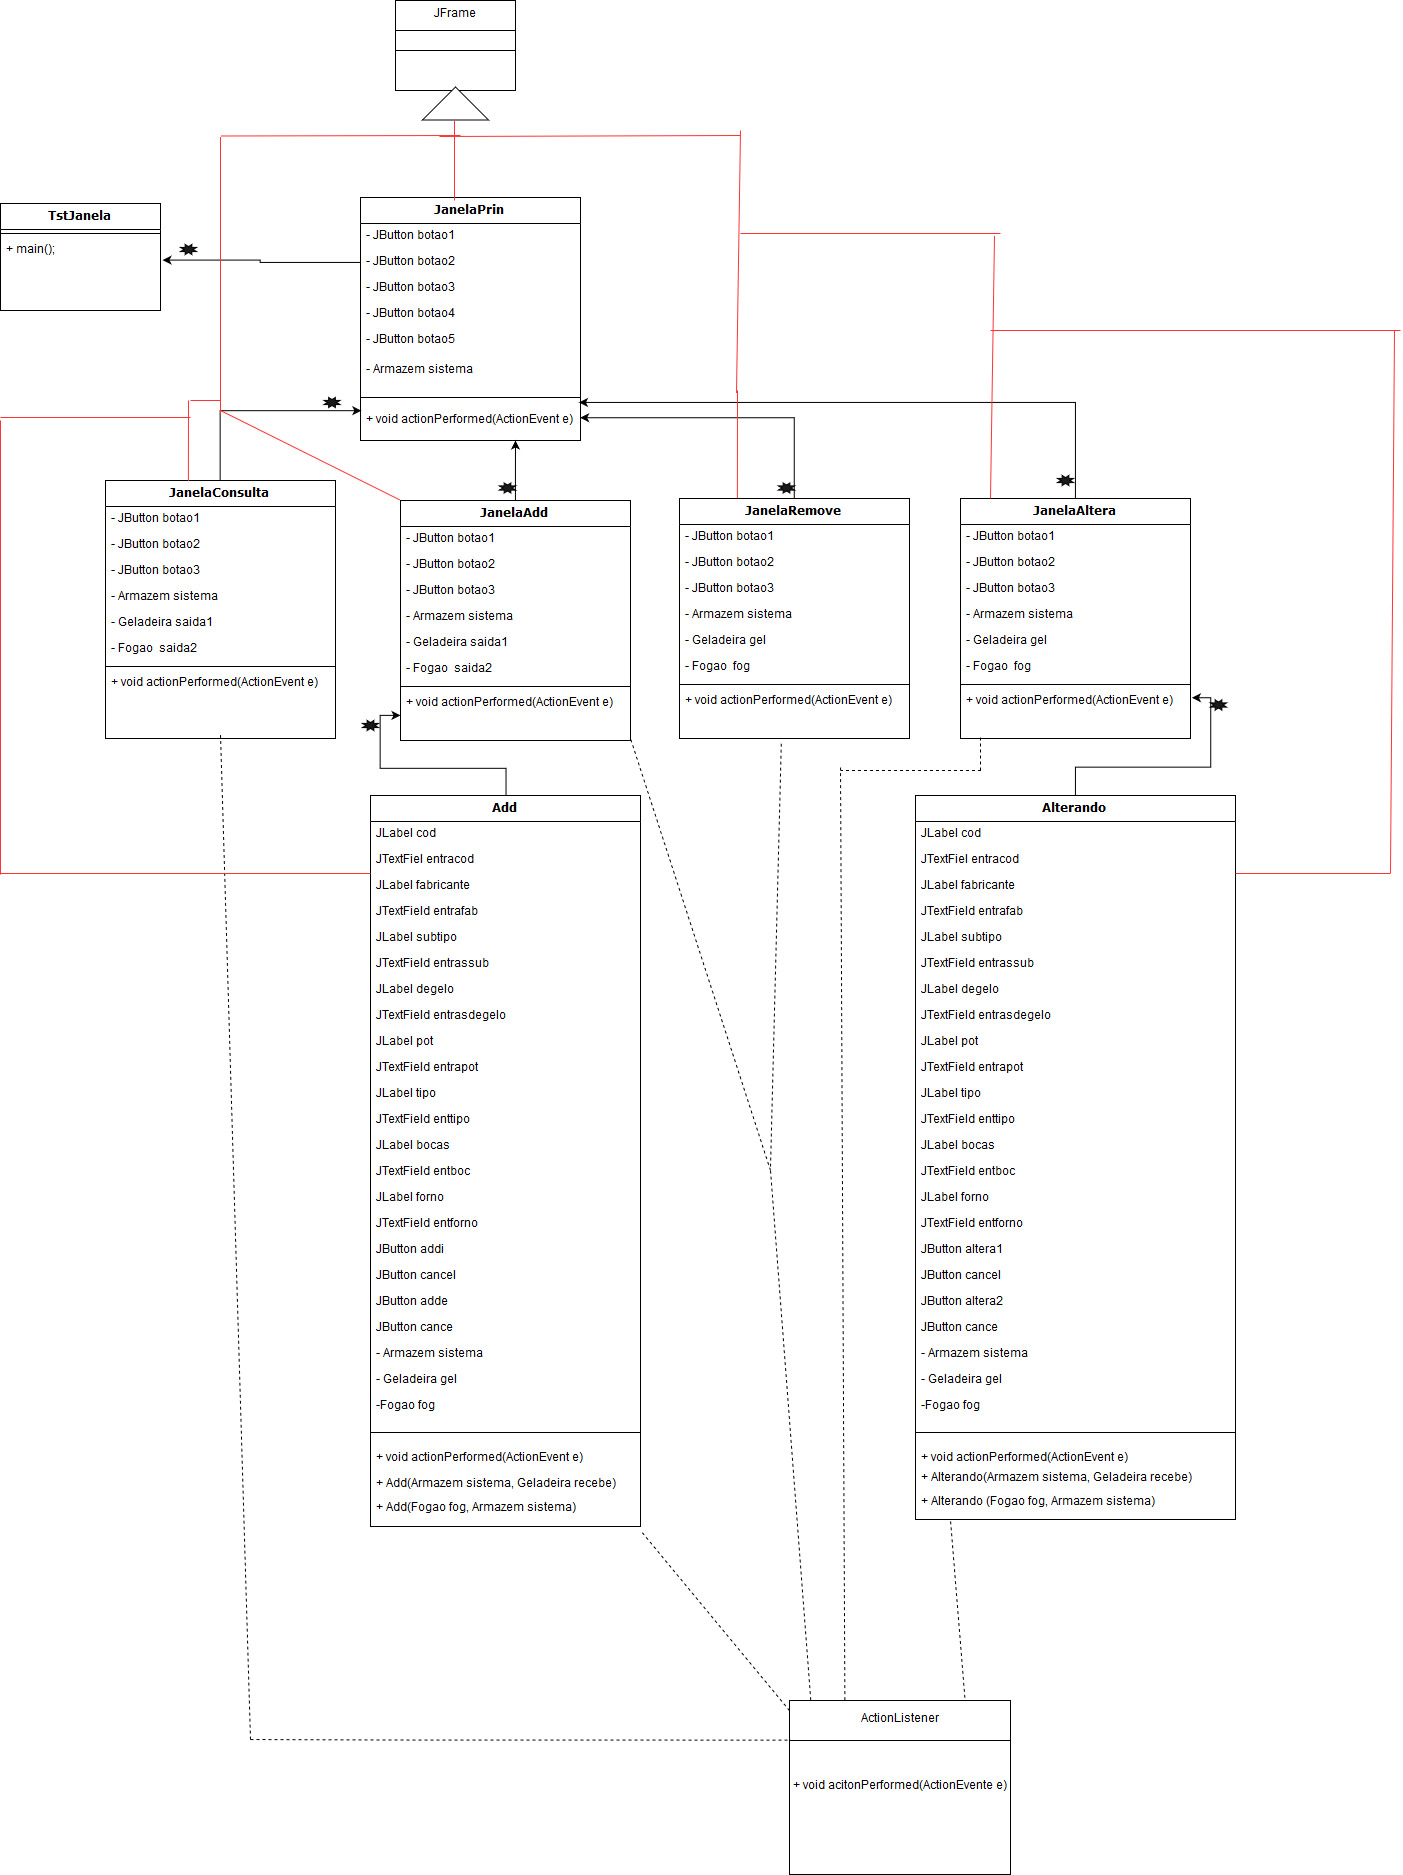 JFrame
TstJanela
+ main();
JanelaPrin
- JButton botao1
- JButton botao2
- JButton botao3
- JButton botao4
- JButton botao5
- Armazem sistema
+ void actionPerformed(ActionEvent e)
JanelaConsulta
- JButton botao1
- JButton botao2
- JButton botao3
- Armazem sistema
- Geladeira saida1
- Fogao  saida2
+ void actionPerformed(ActionEvent e)
JanelaAdd
- JButton botao1
- JButton botao2
- JButton botao3
- Armazem sistema
- Geladeira saida1
- Fogao  saida2
+ void actionPerformed(ActionEvent e)
JanelaRemove
- JButton botao1
- JButton botao2
- JButton botao3
- Armazem sistema
- Geladeira gel
- Fogao  fog
+ void actionPerformed(ActionEvent e)
JanelaAltera
- JButton botao1
- JButton botao2
- JButton botao3
- Armazem sistema
- Geladeira gel
- Fogao  fog
+ void actionPerformed(ActionEvent e)
Add
JLabel cod
JTextFiel entracod
JLabel fabricante
JTextField entrafab
JLabel subtipo
JTextField entrassub
JLabel degelo
JTextField entrasdegelo
JLabel pot
JTextField entrapot
JLabel tipo
JTextField enttipo
JLabel bocas
JTextField entboc
JLabel forno
JTextField entforno
JButton addi
JButton cancel
JButton adde
JButton cance
- Armazem sistema
- Geladeira gel
-Fogao fog
+ void actionPerformed(ActionEvent e)
+ Add(Armazem sistema, Geladeira recebe)
+ Add(Fogao fog, Armazem sistema)
Alterando
JLabel cod
JTextFiel entracod
JLabel fabricante
JTextField entrafab
JLabel subtipo
JTextField entrassub
JLabel degelo
JTextField entrasdegelo
JLabel pot
JTextField entrapot
JLabel tipo
JTextField enttipo
JLabel bocas
JTextField entboc
JLabel forno
JTextField entforno
JButton altera1
JButton cancel
JButton altera2
JButton cance
- Armazem sistema
- Geladeira gel
-Fogao fog
+ void actionPerformed(ActionEvent e)
+ Alterando(Armazem sistema, Geladeira recebe)
+ Alterando (Fogao fog, Armazem sistema)
ActionListener
+ void acitonPerformed(ActionEvente e)